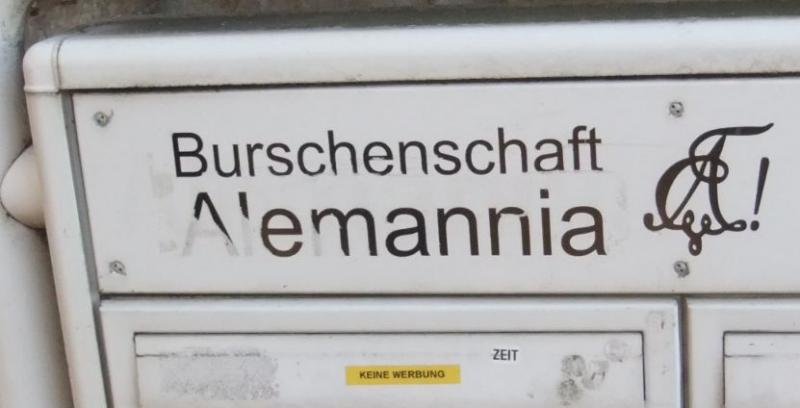 Burschenschaft
Alemannia
ZEIT
KEINE WERBUNG